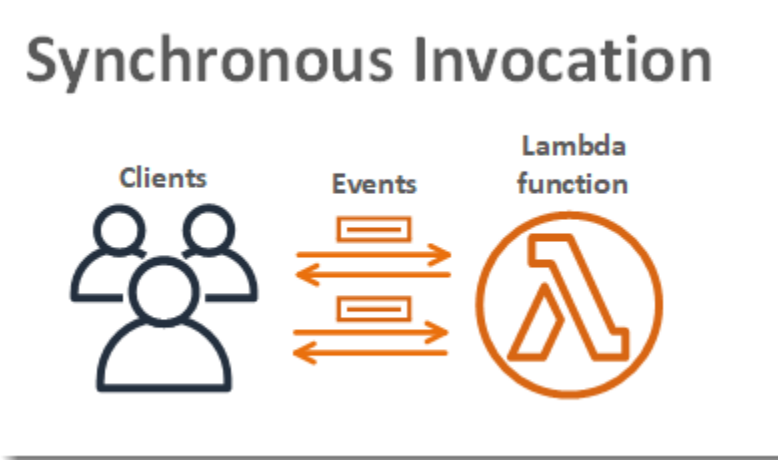 Synchronous Invocation
Clients
Events
Lambda
function